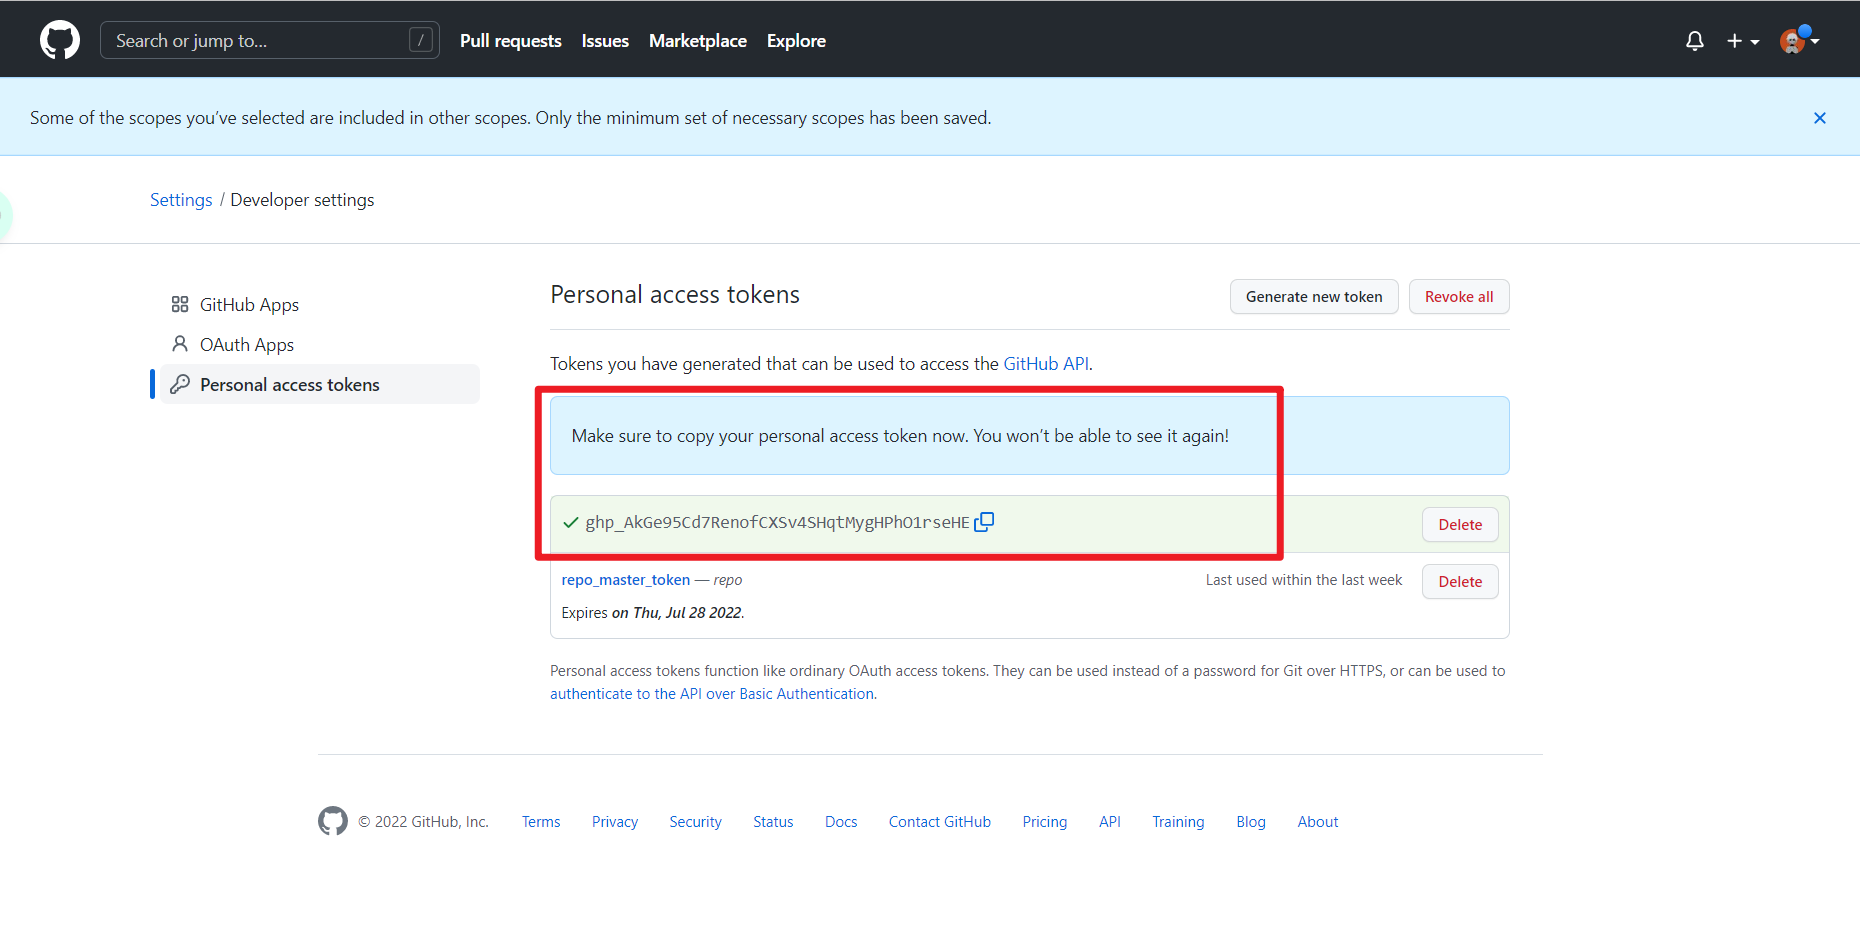 Search or jump to...
/
Pull requests
Issues
Marketplace
Explore
Some of the scopes you’ve selected are included in other scopes. Only the minimum set of necessary scopes has been saved.
Settings / Developer settings
GitHub Apps
OAuth Apps
Personal access tokens
Personal access tokens
Generate new token
Revoke all
Tokens you have generated that can be used to access the GitHub API.
Make sure to copy your personal access token now. You won’t be able to see it again!
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
Delete
repo_master_token — repo
Last used within the last week
Delete
Expires on Thu, Jul 28 2022.
Personal access tokens function like ordinary OAuth access tokens. They can be used instead of a password for Git over HTTPS, or can be used to
authenticate to the API over Basic Authentication.
© 2022 GitHub, Inc.
Terms
Privacy
Security
Status
Docs
Contact GitHub
Pricing
API
Training
Blog
About